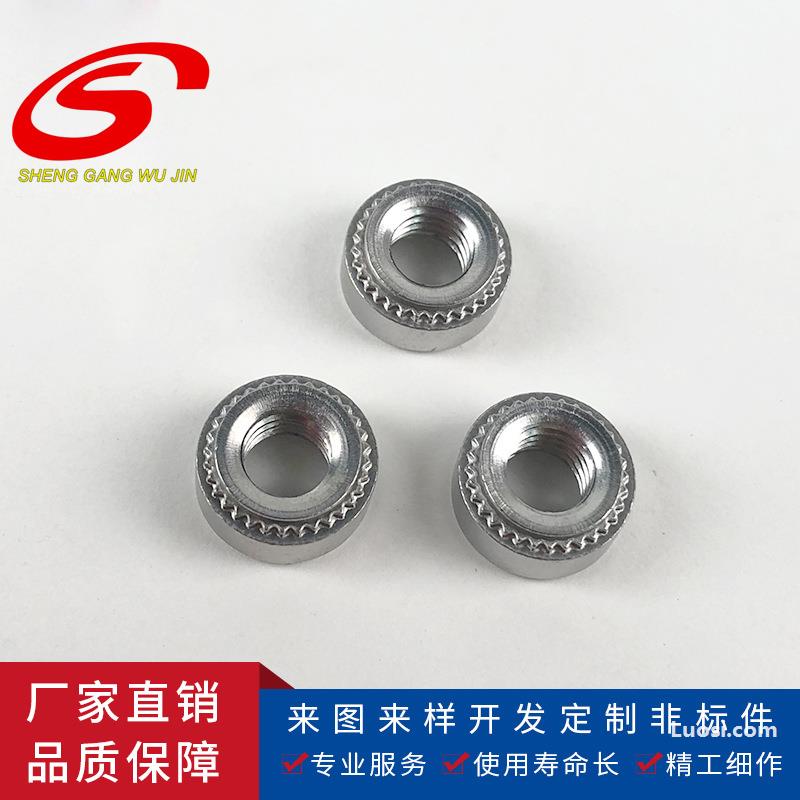 SHENG GANG WU JIN
厂家直销
品质保障
来图来样开发定制非标件
Luosi.com
专业服务 使用寿命长 精工细作